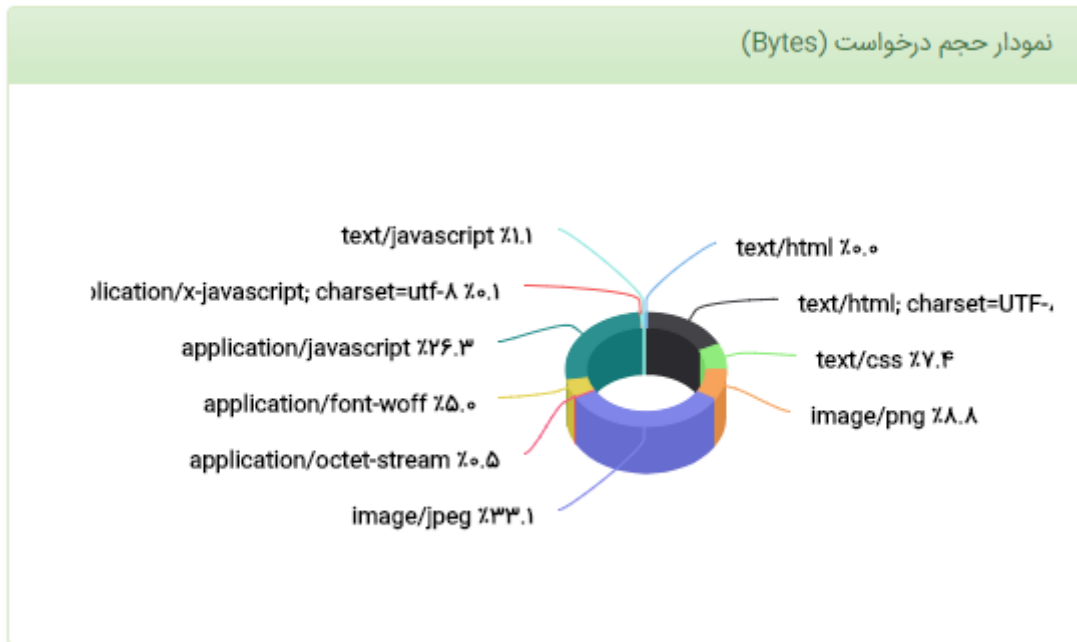 نمودار حجم درخواست (Bytes)
text/javascript %۱.۱
text/html %۰.۰
plication/x-javascript; charset=utf-۸ %۰.۱
text/html; charset=UTF-
application/javascript %۲۶.۳
text/css %۷.۴
application/font-woff %۵.۰
image/png %۸.۸
application/octet-stream %۰.۵
image/jpeg %۳۳.۱